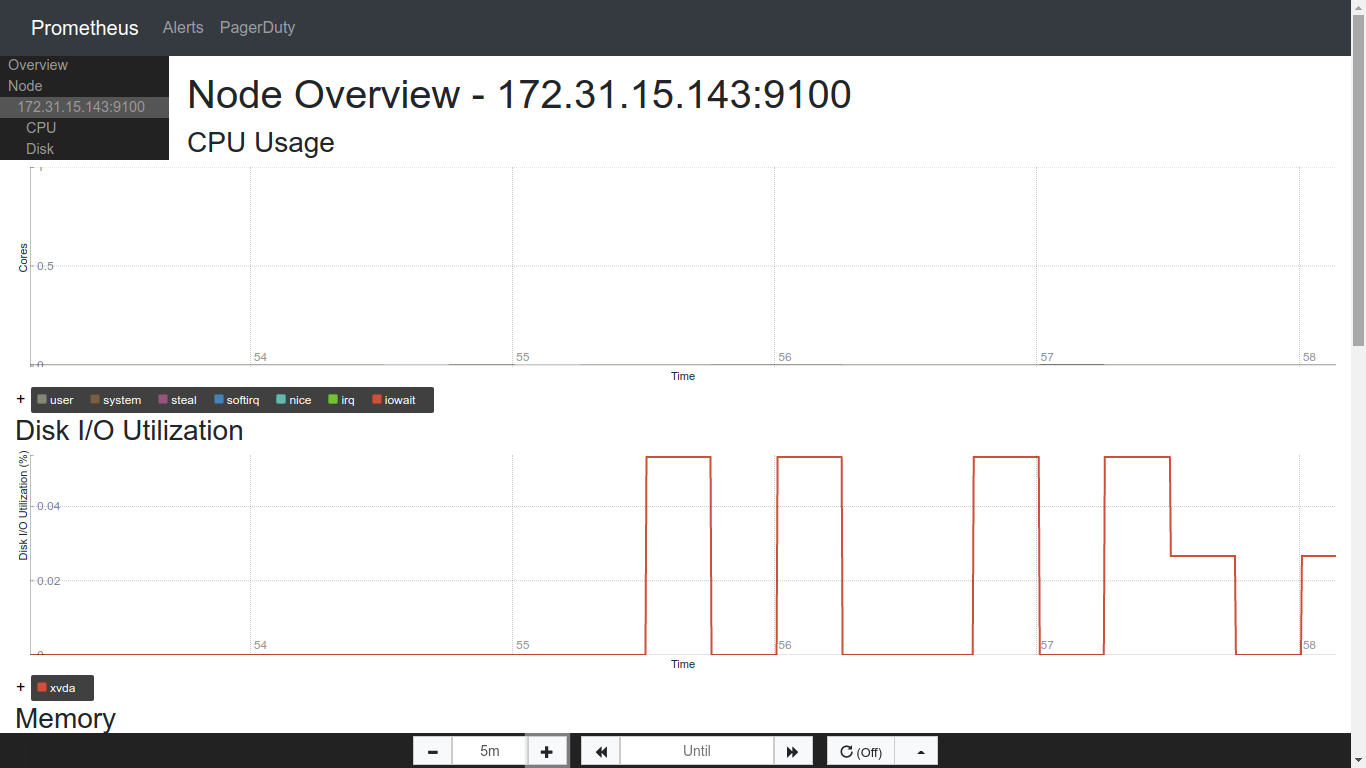 Prometheus Alerts PagerDuty
Overview
Node
172.31.15.143:9100
CPU
Disk
Node Overview - 172.31.15.143:9100
CPU Usage
1
Cores
0.5
0
54 55 56 57 58
Time
+ user system steal softirq nice irq iowait
Disk I/O Utilization
Disk I/O Utilization (%)
0.04
0.02
0
54 55 56 57 58
Time
+ xvda
Memory
5m Until (Off)